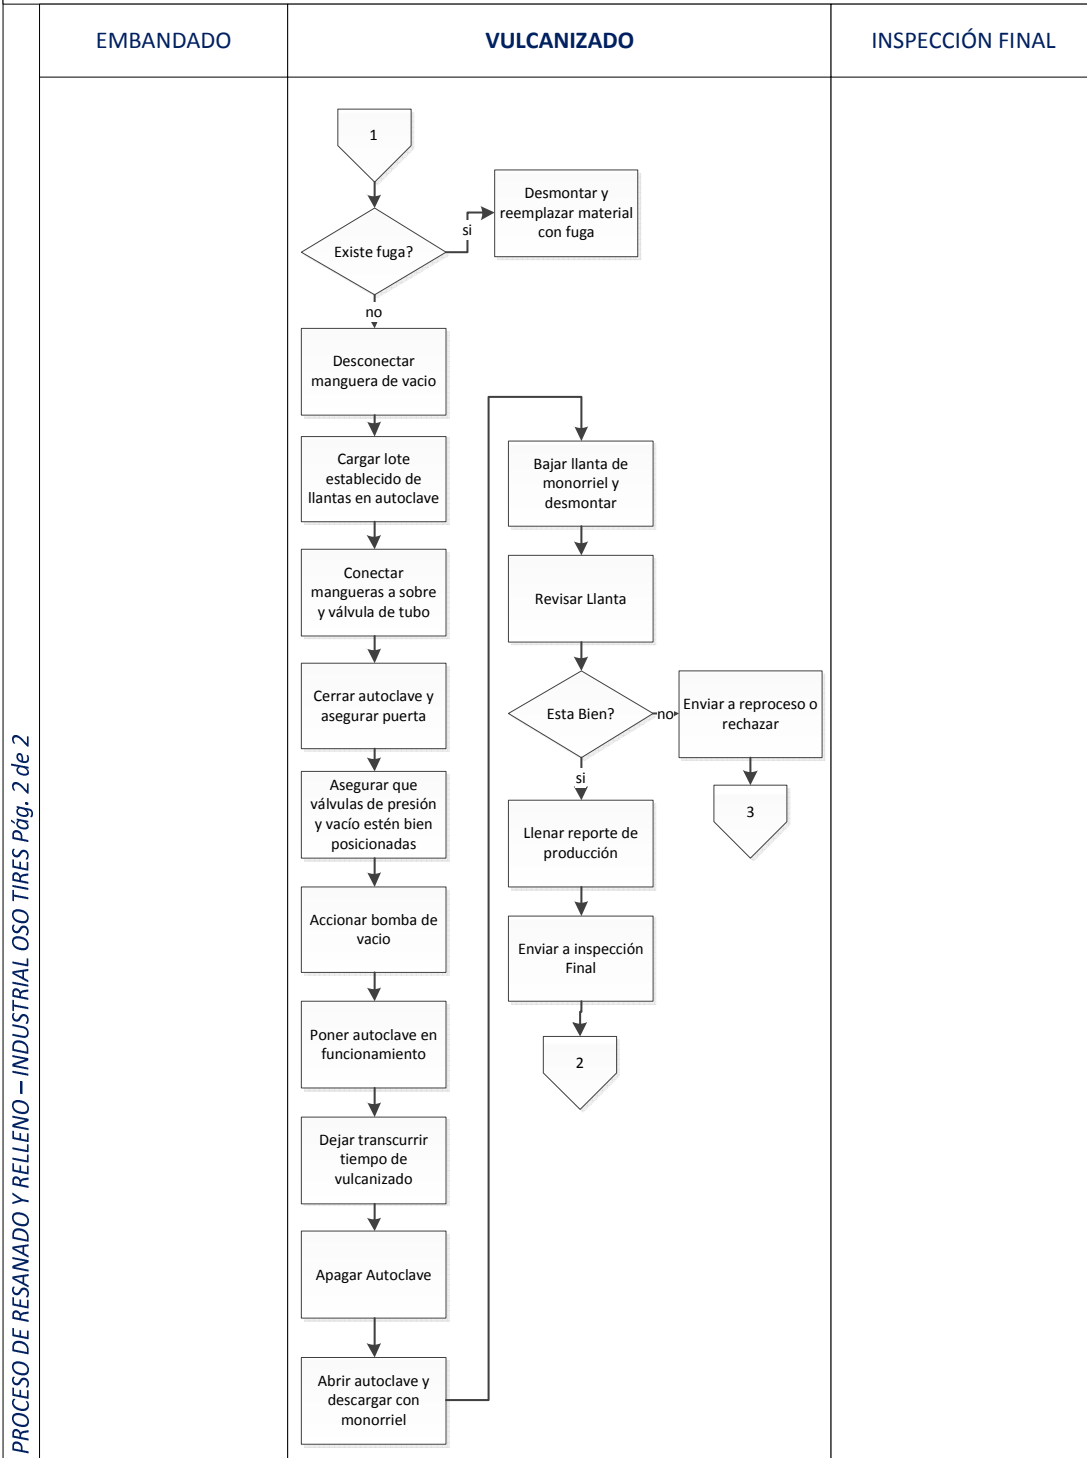 EMBANDADO
VULCANIZADO
INSPECCIÓN FINAL
PROCESO DE RESANADO Y RELLENO – INDUSTRIAL OSO TIRES Pág. 2 de 2
1
Existe fuga?
si
Desmontar y
reemplazar material
con fuga
no
Desconectar
manguera de vacio
Cargar lote
establecido de
llantas en autoclave
Conectar
mangueras a sobre
y válvula de tubo
Cerrar autoclave y
asegurar puerta
Asegurar que
válvulas de presión
y vacío estén bien
posicionadas
Accionar bomba de
vacio
Poner autoclave en
funcionamiento
Dejar transcurrir
tiempo de
vulcanizado
Apagar Autoclave
Abrir autoclave y
descargar con
monorriel
Bajar llanta de
monorriel y
desmontar
Revisar Llanta
Esta Bien?
no
Enviar a reproceso o
rechazar
3
si
Llenar reporte de
producción
Enviar a inspección
Final
2